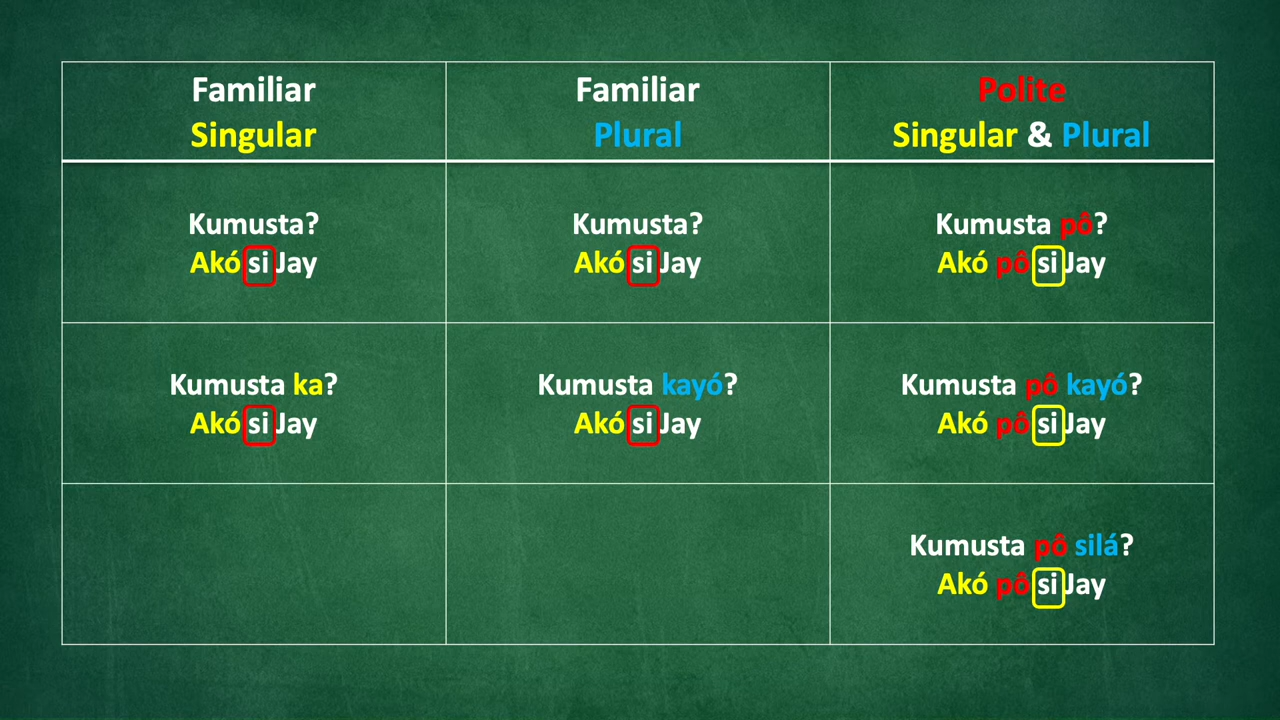 Familiar
Singular
Familiar
Plural
Polite
Singular & Plural
Kumusta?
Akó si Jay
Kumusta?
Akó si Jay
Kumusta pô?
Akó pô si Jay
Kumusta ka?
Akó si Jay
Kumusta kayó?
Akó si Jay
Kumusta pô kayó?
Akó pô si Jay
Kumusta pô silá?
Akó pô si Jay